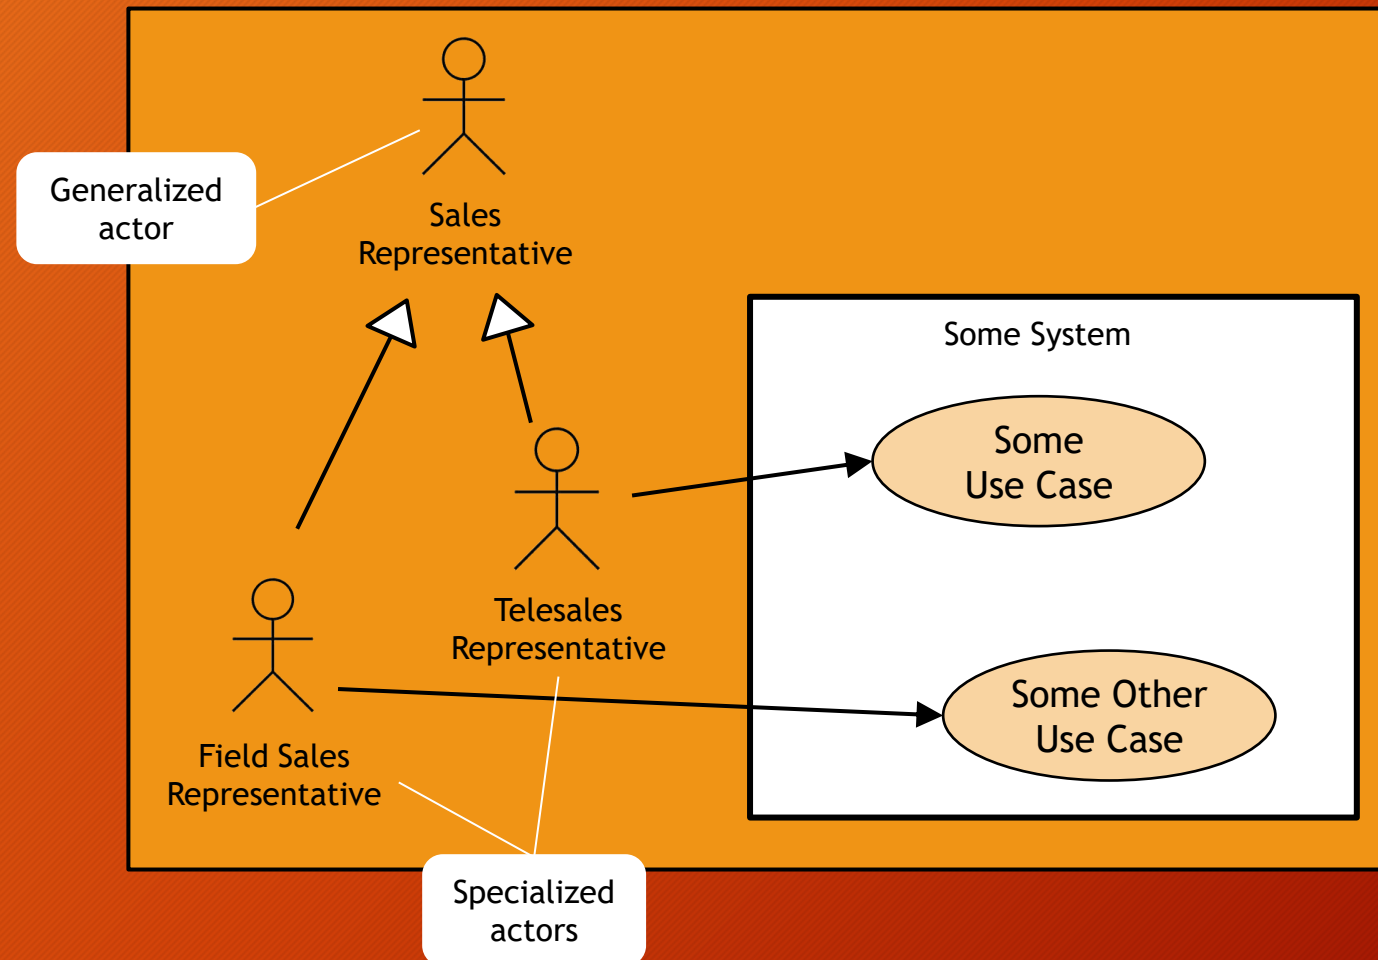 Generalized
actor
Sales
Representative
Some System
Some
Use Case
Telesales
Representative
Some Other
Use Case
Field Sales
Representative
Specialized
actors